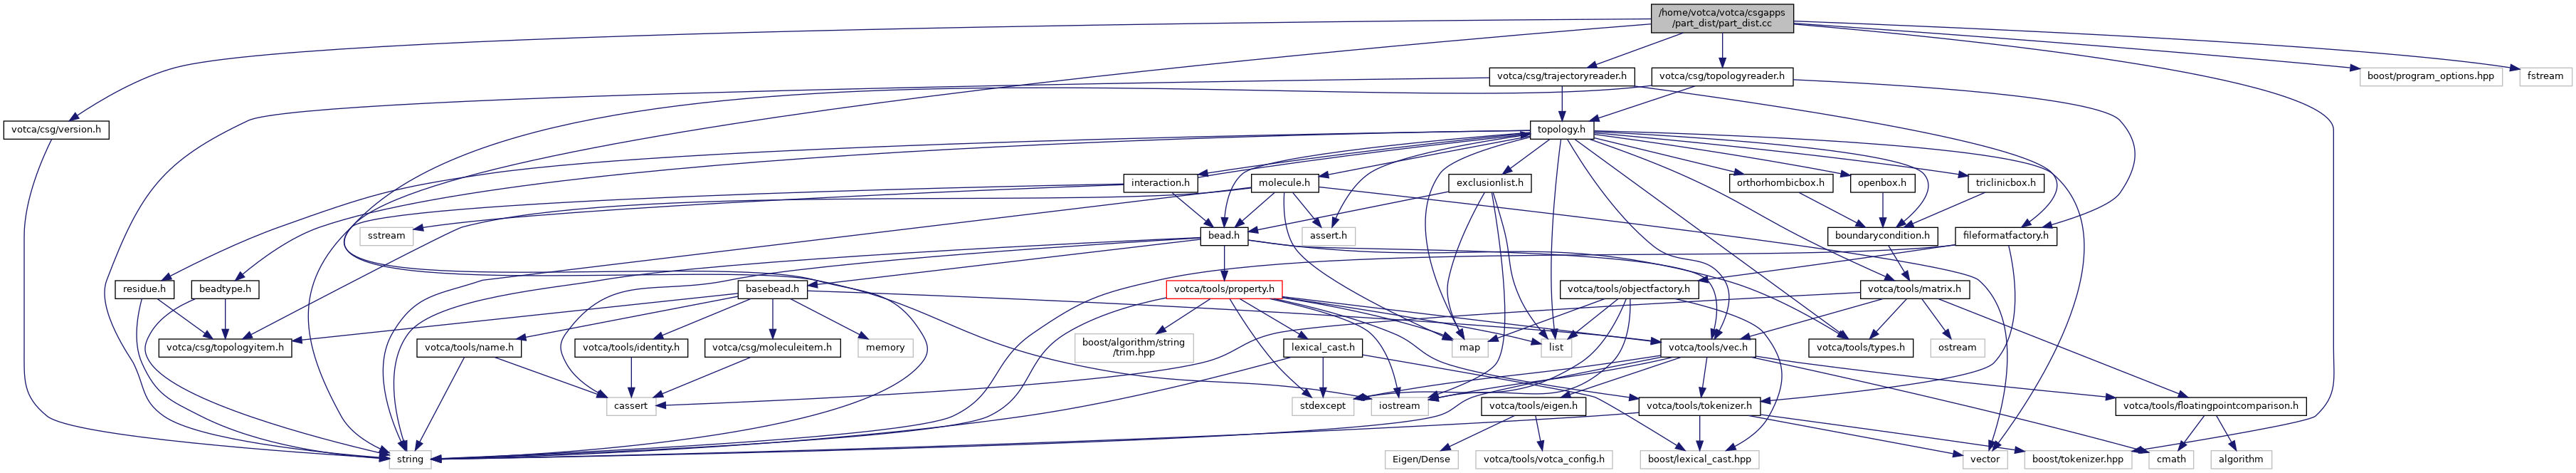 /home/votca/votca/csgapps
/part_dist/part_dist.cc
votca/csg/trajectoryreader.h
votca/csg/topologyreader.h
boost/program_options.hpp
fstream
votca/csg/version.h
topology.h
interaction.h
molecule.h
exclusionlist.h
orthorhombicbox.h
openbox.h
triclinicbox.h
sstream
bead.h
assert.h
boundarycondition.h
fileformatfactory.h
residue.h
beadtype.h
basebead.h
votca/tools/property.h
votca/tools/objectfactory.h
votca/tools/matrix.h
votca/csg/topologyitem.h
votca/tools/name.h
votca/tools/identity.h
votca/csg/moleculeitem.h
memory
boost/algorithm/string
/trim.hpp
lexical_cast.h
map
list
votca/tools/vec.h
votca/tools/types.h
ostream
cassert
stdexcept
iostream
votca/tools/eigen.h
votca/tools/tokenizer.h
votca/tools/floatingpointcomparison.h
string
Eigen/Dense
votca/tools/votca_config.h
boost/lexical_cast.hpp
vector
boost/tokenizer.hpp
cmath
algorithm